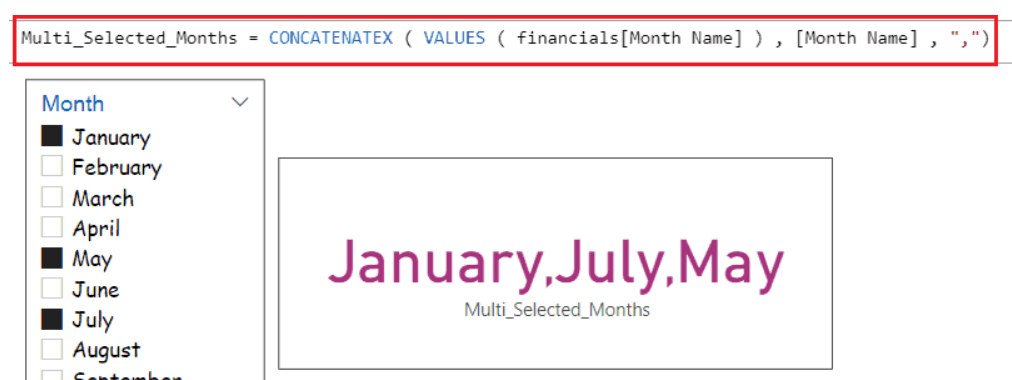 Multi_Selected_Months = CONCATENATEX ( VALUES ( financials[Month Name] ) , [Month Name] , ",")
Month
January
February
March
April
May
June
July
August
September
January,July,May
Multi_Selected_Months